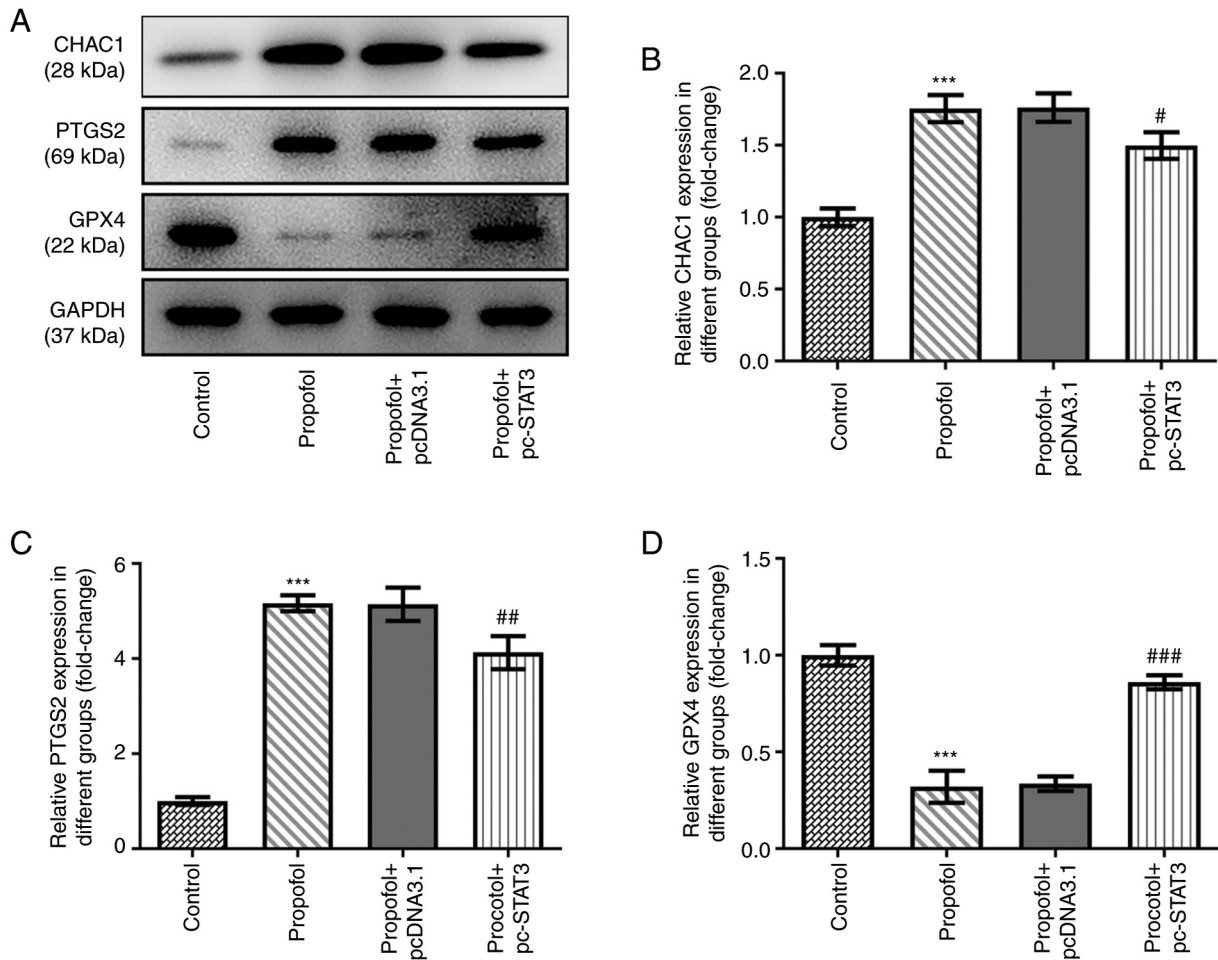 A
CHAC1
(28 kDa)
PTGS2
(69 kDa)
GPX4
(22 kDa)
GAPDH
(37 kDa)
Control
Propofol
Propofol+
pcDNA3.1
Propofol+
pc-STAT3
B
Relative CHAC1 expression in
different groups (fold-change)
2.0
1.5
1.0
0.5
0.0
***
#
Control
Propofol
Propofol+
pcDNA3.1
Propofol+
pc-STAT3
C
Relative PTGS2 expression in
different groups (fold-change)
6
4
2
0
***
##
Control
Propofol
Propofol+
pcDNA3.1
Procotol+
pc-STAT3
D
Relative GPX4 expression in
different groups (fold-change)
1.5
1.0
0.5
0.0
***
###
Control
Propofol
Propofol+
pcDNA3.1
Procotol+
pc-STAT3